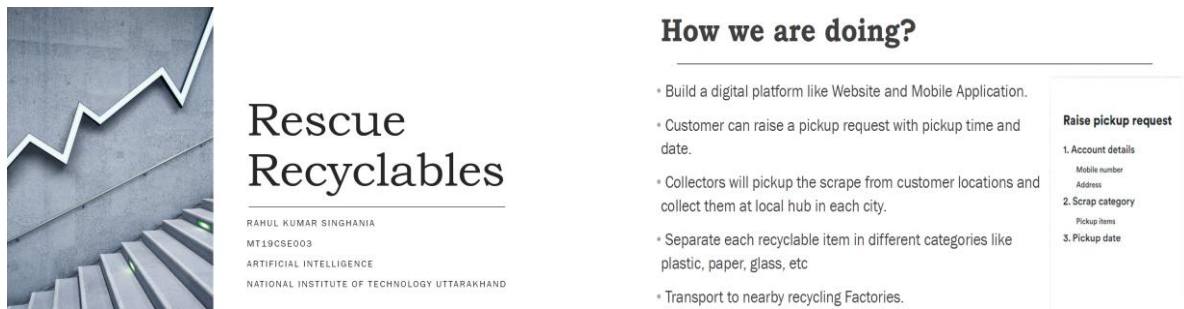 Rescue
Recyclables
RAHUL KUMAR SINGHANIA
MT19CSE003
ARTIFICIAL INTELLIGENCE
NATIONAL INSTITUTE OF TECHNOLOGY UTTARAKHAND
How we are doing?
• Build a digital platform like Website and Mobile Application.
• Customer can raise a pickup request with pickup time and
date.
• Collectors will pickup the scrape from customer locations and
collect them at local hub in each city.
• Separate each recyclable item in different categories like
plastic, paper, glass, etc
• Transport to nearby recycling Factories.
Raise pickup request
1. Account details
Mobile number
Address
2. Scrap category
Pickup items
3. Pickup date